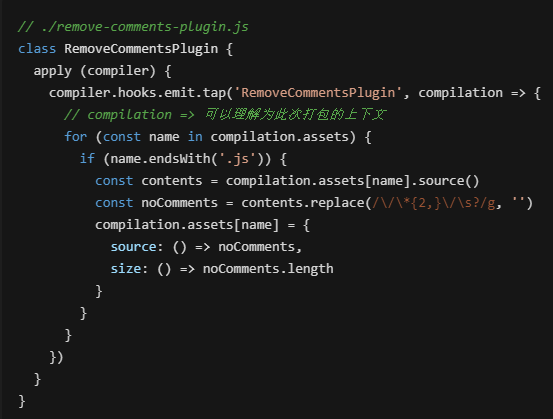 // ./remove-comments-plugin.js
class RemoveCommentsPlugin {
  apply (compiler) {
    compiler.hooks.emit.tap('RemoveCommentsPlugin', compilation => {
      // compilation => 可以理解为此次打包的上下文
      for (const name in compilation.assets) {
        if (name.endsWith('.js')) {
          const contents = compilation.assets[name].source()
          const noComments = contents.replace(/\/\*{2,}\/\s?/g, '')
          compilation.assets[name] = {
            source: () => noComments,
            size: () => noComments.length
          }
        }
      }
    })
  }
}